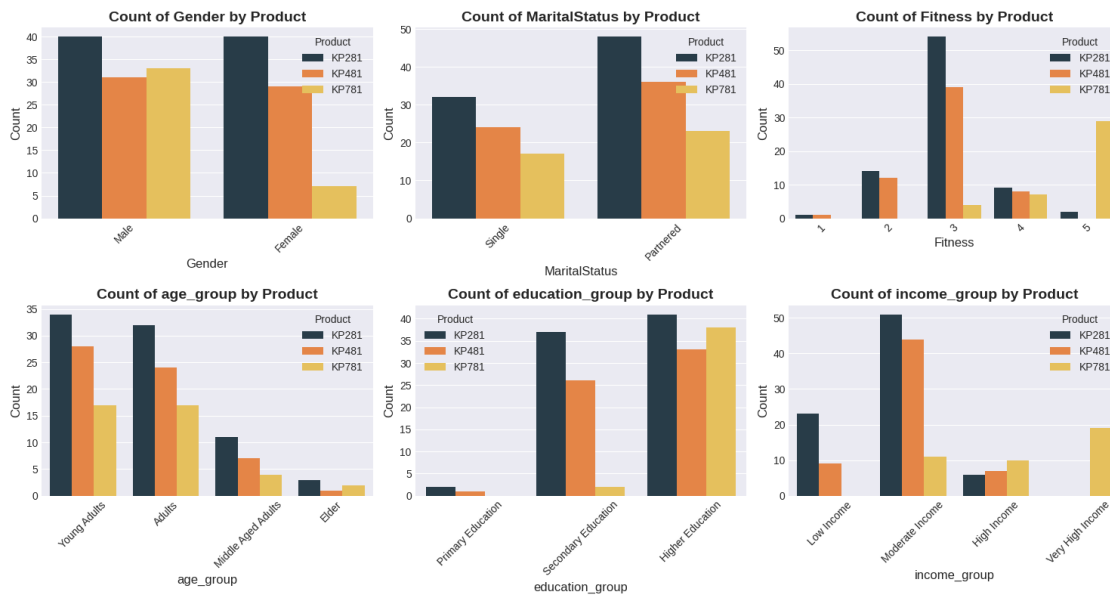 Count of Gender by Product
Count
40
35
30
25
20
15
10
5
0
Product
KP281
KP481
KP781
Male
Female
Gender
Count of MaritalStatus by Product
Count
50
40
30
20
10
0
Product
KP281
KP481
KP781
Single
Partnered
MaritalStatus
Count of Fitness by Product
Count
50
40
30
20
10
0
Product
KP281
KP481
KP781
1
2
3
4
5
Fitness
Count of age_group by Product
Count
35
30
25
20
15
10
5
0
Product
KP281
KP481
KP781
Young Adults
Adults
Middle Aged Adults
Elder
age_group
Count of education_group by Product
Count
40
35
30
25
20
15
10
5
0
Product
KP281
KP481
KP781
Primary Education
Secondary Education
Higher Education
education_group
Count of income_group by Product
Count
50
40
30
20
10
0
Product
KP281
KP481
KP781
Low Income
Moderate Income
High Income
Very High Income
income_group